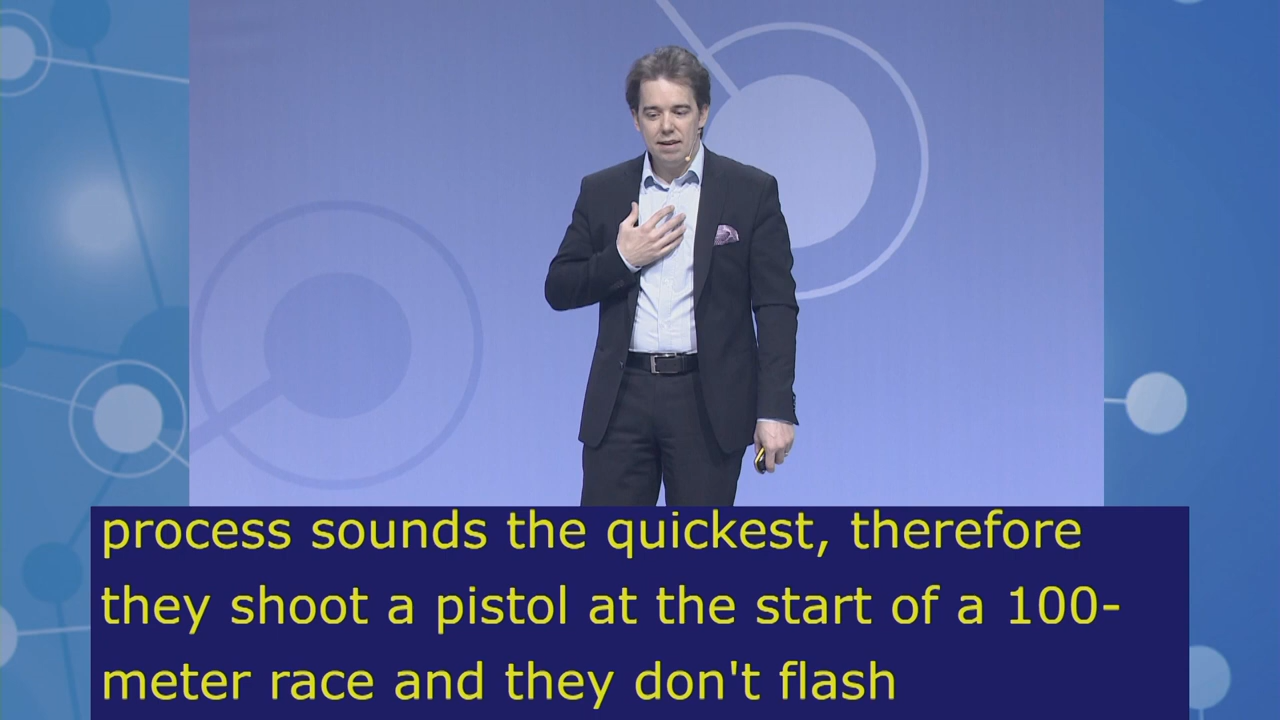 process sounds the quickest, therefore
they shoot a pistol at the start of a 100-
meter race and they don't flash